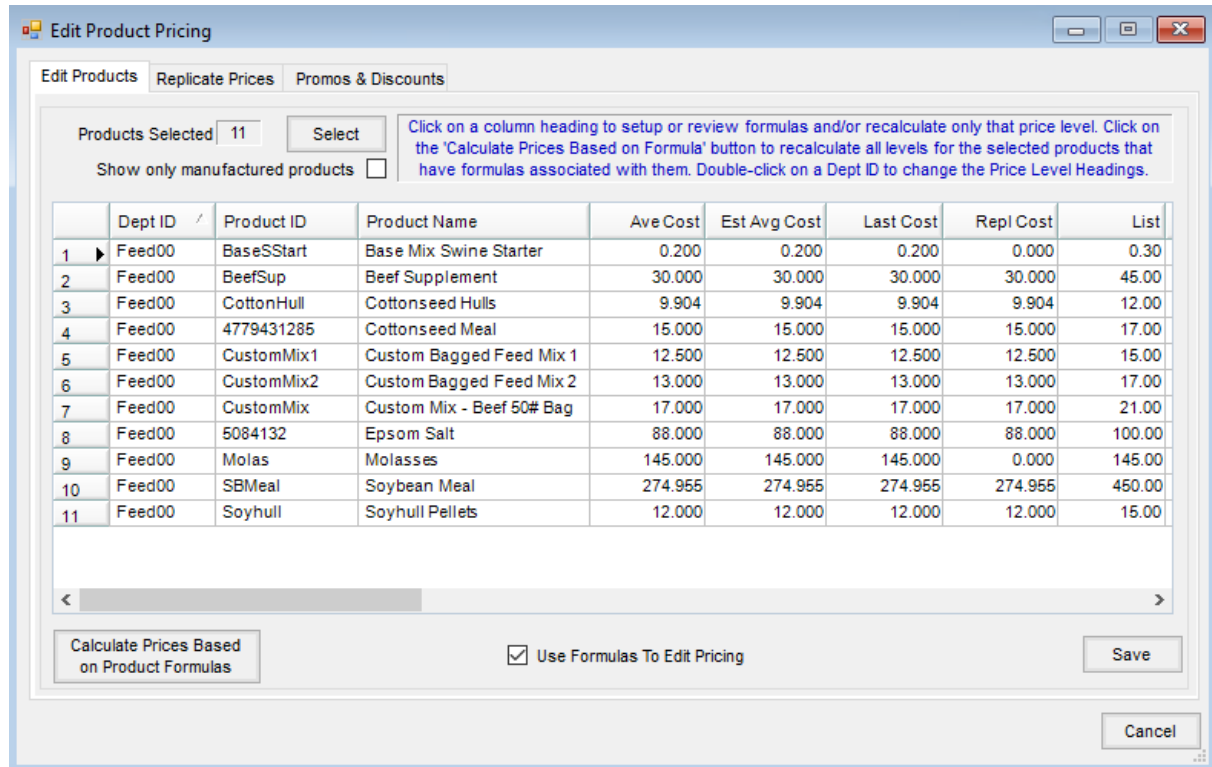 Edit Product Pricing
Edit Products Replicate Prices Promos & Discounts
Products Selected 11 Select
Show only manufactured products
Click on a column heading to setup or review formulas and/or recalculate only that price level. Click on
the 'Calculate Prices Based on Formula' button to recalculate all levels for the selected products that
have formulas associated with them. Double-click on a Dept ID to change the Price Level Headings.
Dept ID Product ID Product Name Ave Cost Est Avg Cost Last Cost Repl Cost List
1 Feed00 BaseSStart Base Mix Swine Starter 0.200 0.200 0.200 0.000 0.30
2 Feed00 BeefSup Beef Supplement 30.000 30.000 30.000 30.000 45.00
3 Feed00 CottonHull Cottonseed Hulls 9.904 9.904 9.904 9.904 12.00
4 Feed00 4779431285 Cottonseed Meal 15.000 15.000 15.000 15.000 17.00
5 Feed00 CustomMix1 Custom Bagged Feed Mix 1 12.500 12.500 12.500 12.500 15.00
6 Feed00 CustomMix2 Custom Bagged Feed Mix 2 13.000 13.000 13.000 13.000 17.00
7 Feed00 CustomMix Custom Mix - Beef 50# Bag 17.000 17.000 17.000 17.000 21.00
8 Feed00 5084132 Epsom Salt 88.000 88.000 88.000 88.000 100.00
9 Feed00 Molas Molasses 145.000 145.000 145.000 0.000 145.00
10 Feed00 SBMeal Soybean Meal 274.955 274.955 274.955 274.955 450.00
11 Feed00 Soyhull Soyhull Pellets 12.000 12.000 12.000 12.000 15.00
Calculate Prices Based
on Product Formulas
Use Formulas To Edit Pricing
Save
Cancel